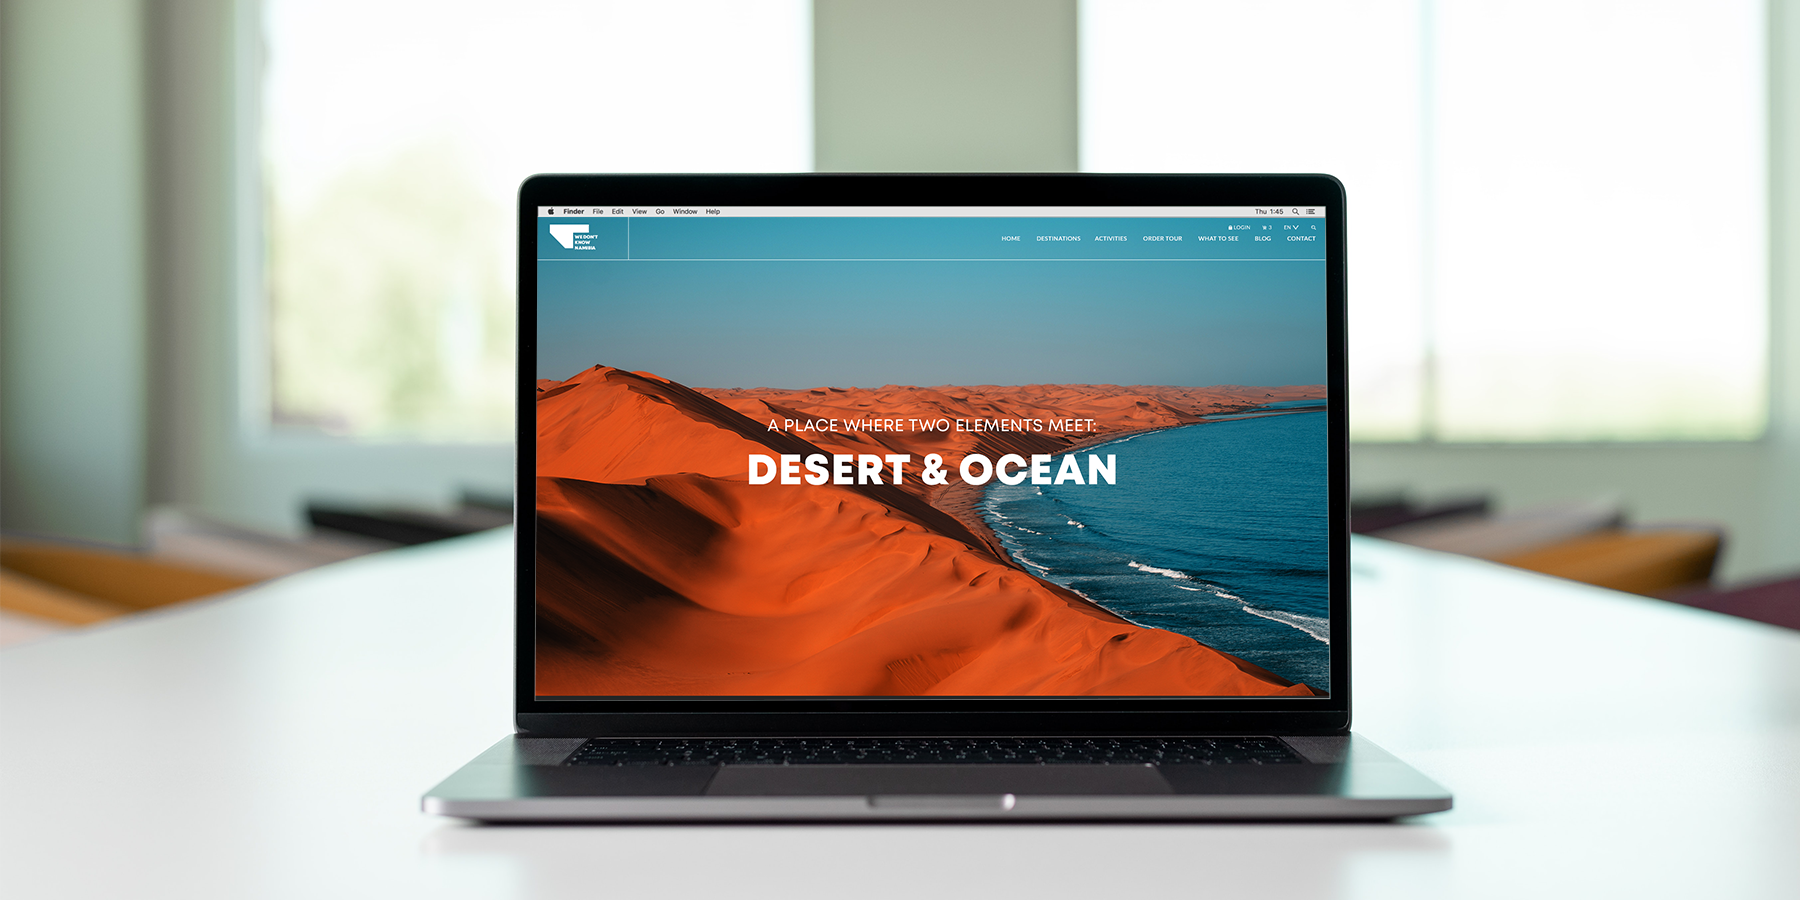 Finder File Edit View Go Window Help Thu 1:45
WE DON'T
KNOW
NAMIBIA
LOGIN 3 EN
HOME DESTINATIONS ACTIVITIES ORDER TOUR WHAT TO SEE BLOG CONTACT
A PLACE WHERE TWO ELEMENTS MEET:
DESERT & OCEAN